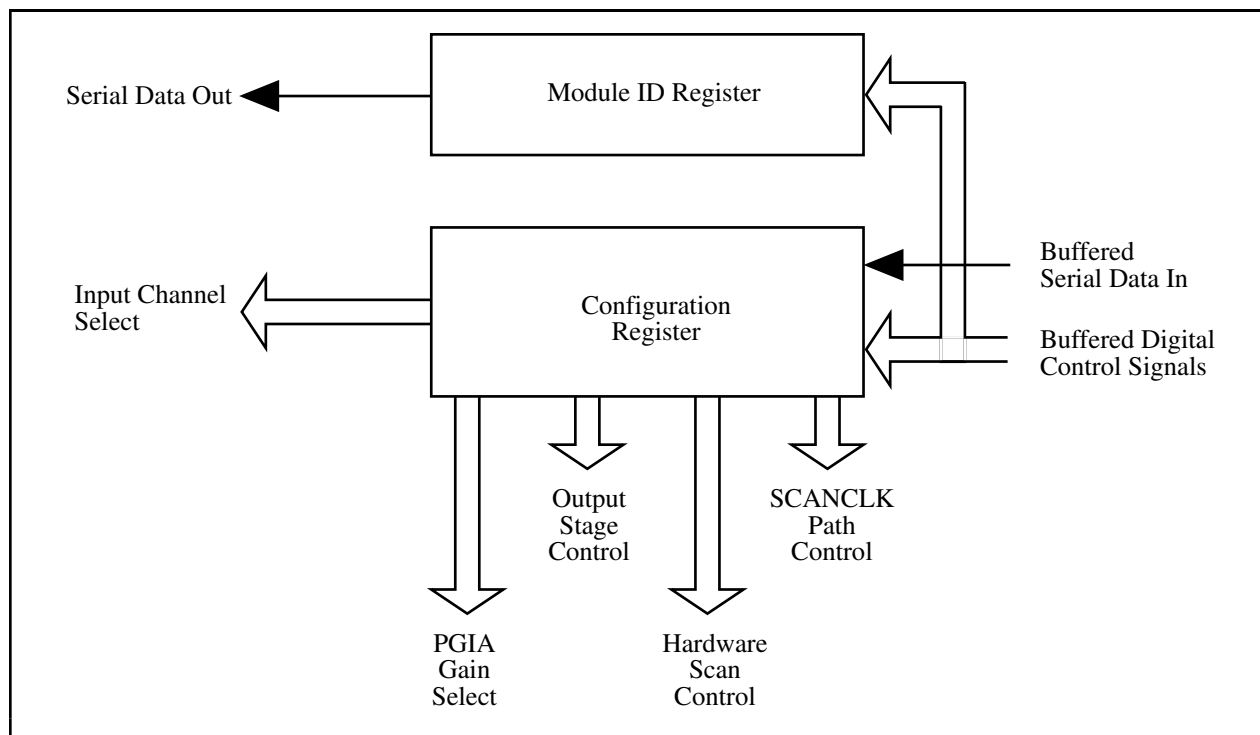 Serial Data Out
Module ID Register
Buffered
Serial Data In
Input Channel
Select
Configuration
Register
Buffered Digital
Control Signals
Output
Stage
Control
SCANCLK
Path
Control
PGIA
Gain
Select
Hardware
Scan
Control